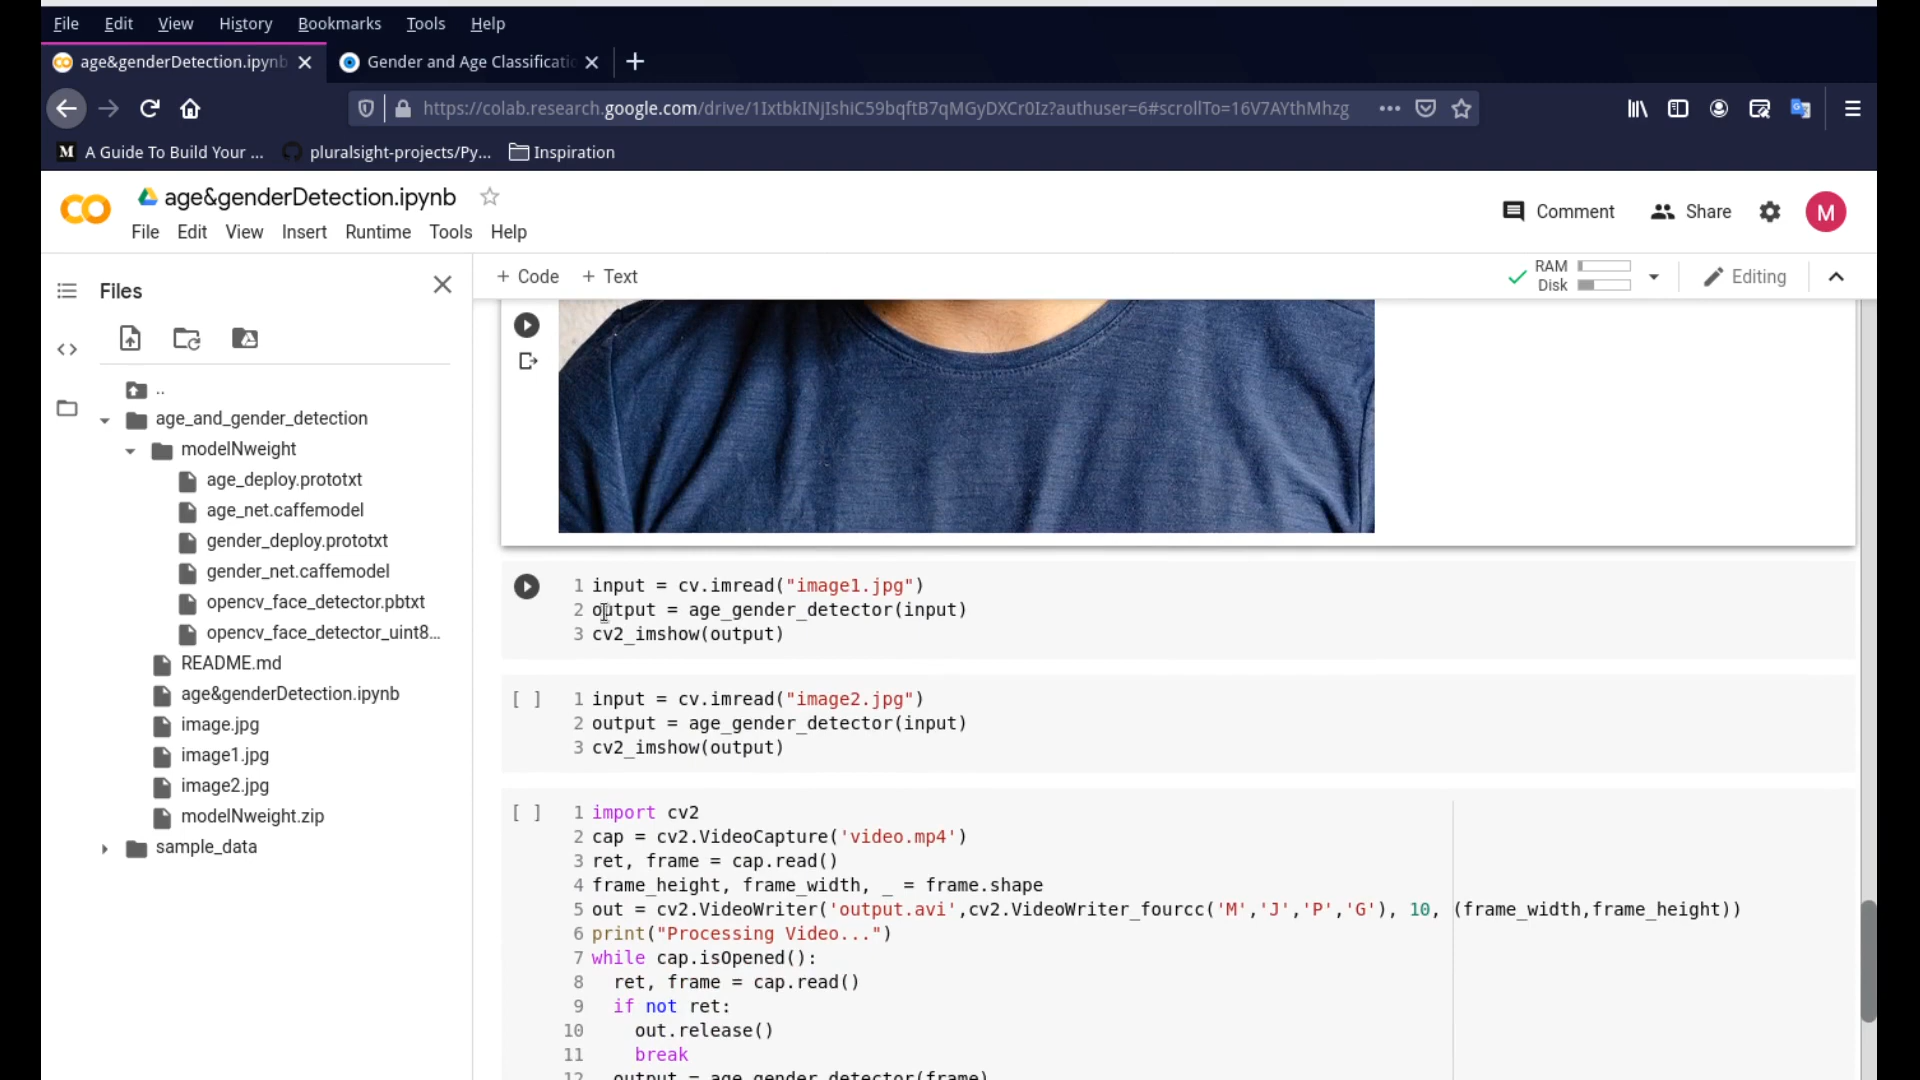 File Edit View History Bookmarks Tools Help
age&genderDetection.ipynb Gender and Age Classificati
https://colab.research.google.com/drive/1IxtbkINjIshiC59bqftB7qMGyDXCr0Iz?authuser=6#scrollTo=16V7AYthMhzg
M A Guide To Build Your ... pluralsight-projects/Py... Inspiration
age&genderDetection.ipynb
Comment Share M
File Edit View Insert Runtime Tools Help
Files
+ Code + Text
RAM
Disk
Editing
..
age_and_gender_detection
modelNweight
age_deploy.prototxt
age_net.caffemodel
gender_deploy.prototxt
gender_net.caffemodel
opencv_face_detector.pbtxt
opencv_face_detector_uint8...
README.md
age&genderDetection.ipynb
image.jpg
image1.jpg
image2.jpg
modelNweight.zip
sample_data
1 input = cv.imread("image1.jpg")
2 output = age_gender_detector(input)
3 cv2_imshow(output)
[ ] 1 input = cv.imread("image2.jpg")
2 output = age_gender_detector(input)
3 cv2_imshow(output)
[ ] 1 import cv2
2 cap = cv2.VideoCapture('video.mp4')
3 ret, frame = cap.read()
4 frame_height, frame_width, _ = frame.shape
5 out = cv2.VideoWriter('output.avi',cv2.VideoWriter_fourcc('M','J','P','G'), 10, (frame_width,frame_height))
6 print("Processing Video...")
7 while cap.isOpened():
8 ret, frame = cap.read()
9 if not ret:
10 out.release()
11 break
12 output = age_gender_detector(frame)